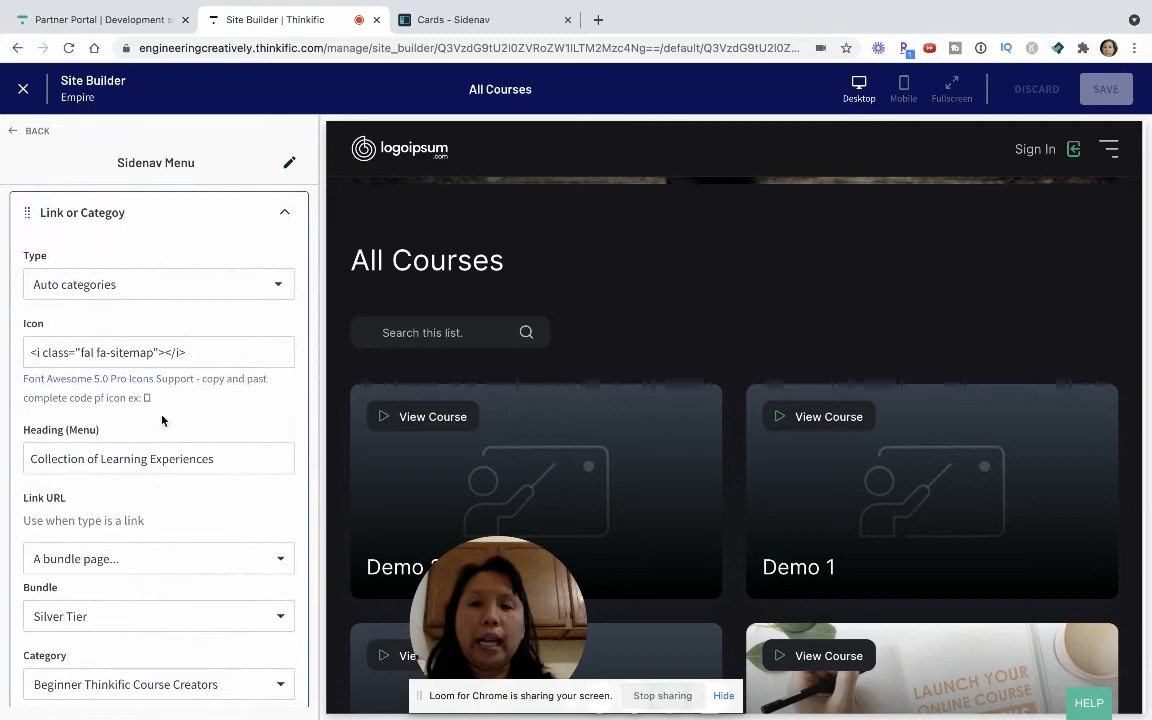 Partner Portal | Development si
Site Builder | Thinkific
Cards - Sidenav
engineeringcreatively.thinkific.com/manage/site_builder/Q3VzdG9tU2l0ZVRoZW1lLTM2Mzc4Ng==/default/Q3VzdG9tU2l0Z...
Site Builder
Empire
All Courses
Desktop
Mobile
Fullscreen
DISCARD
SAVE
BACK
Sidenav Menu
Link or Categoy
Type
Auto categories
Icon
<i class="fal fa-sitemap"></i>
Font Awesome 5.0 Pro Icons Support - copy and past
complete code pf icon ex:
Heading (Menu)
Collection of Learning Experiences
Link URL
Use when type is a link
A bundle page...
Bundle
Silver Tier
Category
Beginner Thinkific Course Creators
logoipsum
.com
Sign In
All Courses
Search this list.
View Course
View Course
Demo
Demo 1
View Course
LAUNCH YOUR
ONLINE COURSE
Loom for Chrome is sharing your screen.
Stop sharing
Hide
HELP